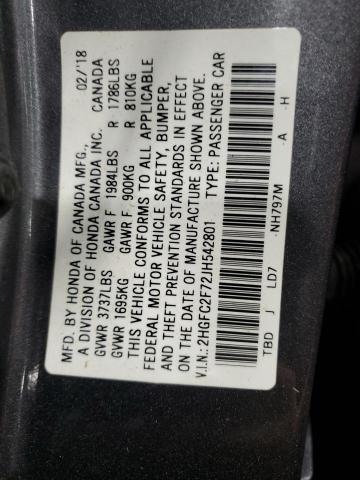 MFD. BY HONDA OF CANADA MFG., 02/'18
A DIVISION OF HONDA CANADA INC. CANADA
GVWR 3737LBS GAWR F 1984LBS R 1786LBS
GVWR 1695KG GAWR F 900KG R 810KG
THIS VEHICLE CONFORMS TO ALL APPLICABLE
FEDERAL MOTOR VEHICLE SAFETY, BUMPER,
AND THEFT PREVENTION STANDARDS IN EFFECT
ON THE DATE OF MANUFACTURE SHOWN ABOVE.
V.I.N.: 2HGFC2F72JH542801 TYPE: PASSENGER CAR
TBD J LD7 NH797M -A -H